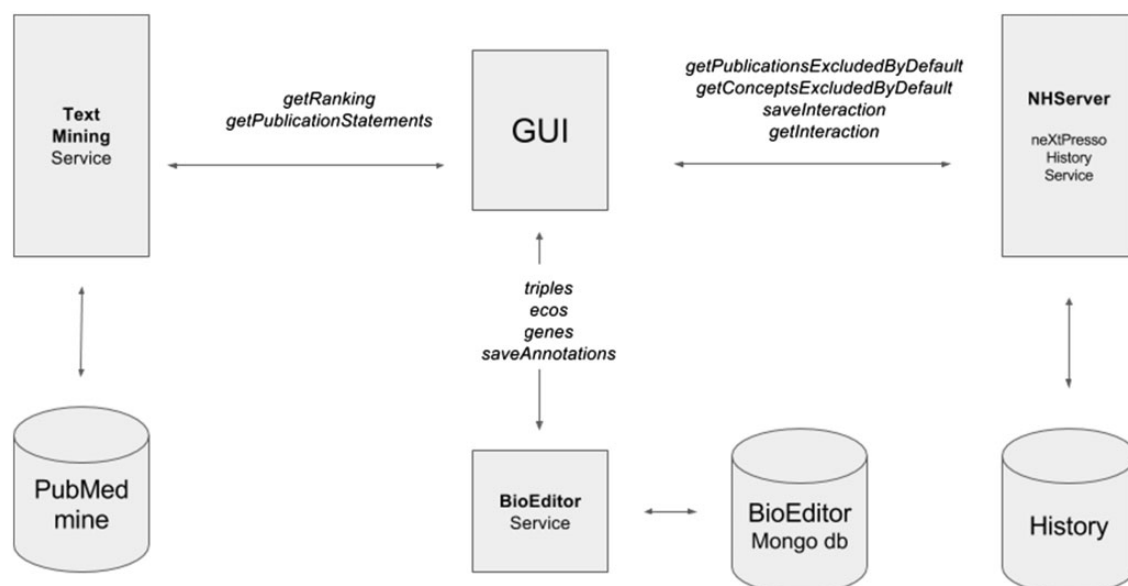 Text
Mining
Service
getRanking
getPublicationStatements
GUI
getPublicationsExcludedByDefault
getConceptsExcludedByDefault
saveInteraction
getInteraction
NHServer
neXtPresso
History
Service
triples
ecos
genes
saveAnnotations
PubMed
mine
BioEditor
Service
BioEditor
Mongo db
History